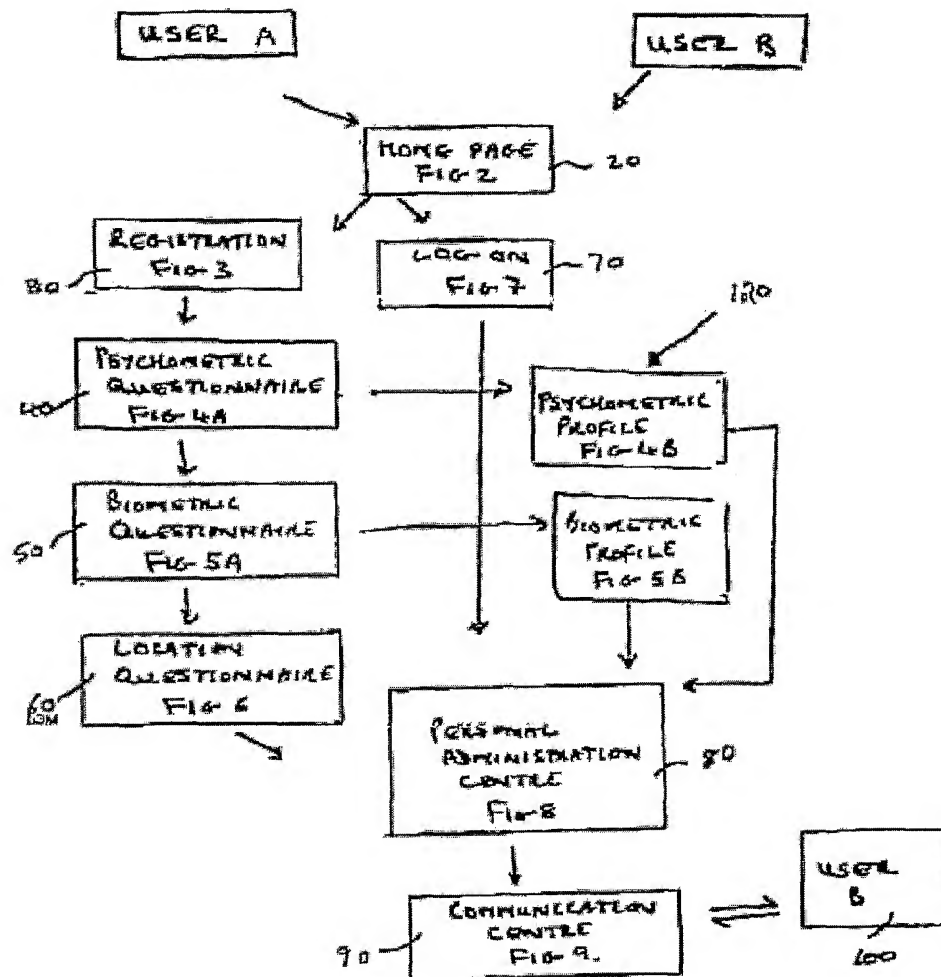 USER A
USER B
HOME PAGE
FIG 2
20
REGISTRATION
FIG 3
30
LOG ON
FIG 7
70
120
PSYCHOMETRIC
QUESTIONNAIRE
FIG 4A
40
PSYCHOMETRIC
PROFILE
FIG 4B
BIOMETRIC
QUESTIONNAIRE
FIG 5A
50
BIOMETRIC
PROFILE
FIG 5B
LOCATION
QUESTIONNAIRE
FIG 6
60
PERSONAL
ADMINISTRATION
CENTRE
FIG 8
80
COMMUNICATION
CENTRE
FIG 9.
90
USER
B
100